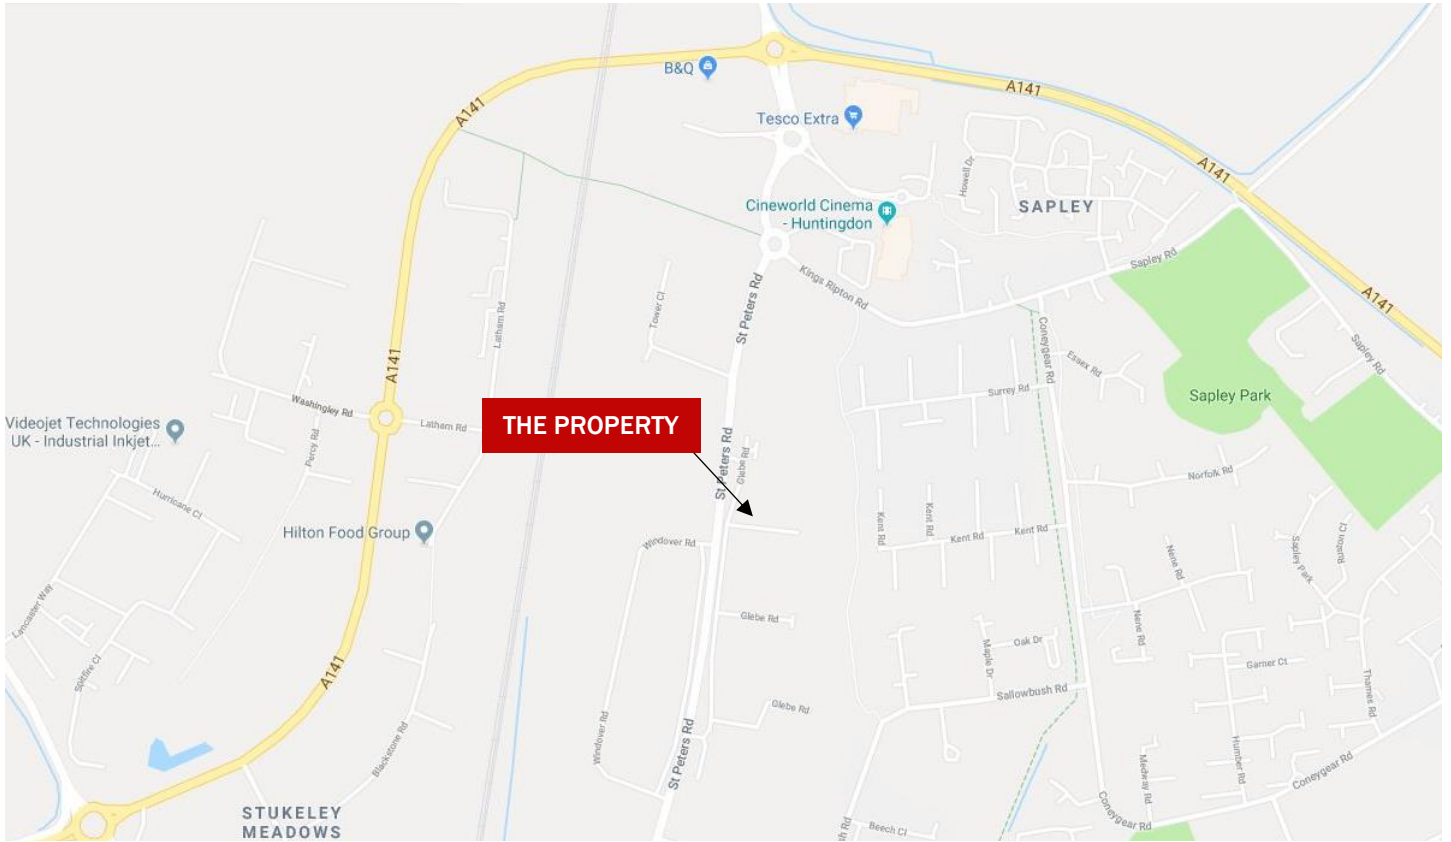 B&Q
A141
A141
Tesco Extra
Howell Dr
A141
Cineworld Cinema
- Huntingdon
SAPLEY
Sapley Rd
Kings Ripton Rd
A141
St Peters Rd
Tower Cl
Latham Rd
Coneygear Rd
Sapley Rd
Essex Rd
A141
Surrey Rd
Sapley Park
Washingley Rd
Latham Rd
THE PROPERTY
Videojet Technologies
UK - Industrial Inkjet...
Percy Rd
St Peters Rd
Glebe Rd
Norfolk Rd
Hurricane Cl
Hilton Food Group
Windover Rd
Kent Rd
Kent Rd
Kent Rd
Kent Rd
Nene Rd
Sapley Park
Buxton Cl
Lancaster Way
Glebe Rd
Nene Rd
Maple Dr
Oak Dr
Garner Ct
Spitfire Cl
A141
Thames Rd
Sallowbush Rd
Glebe Rd
Windover Rd
Blackstone Rd
St Peters Rd
Humber Rd
Medway Rd
Coneygear Rd
Coneygear Rd
STUKELEY
MEADOWS
sh Rd
Beech Cl